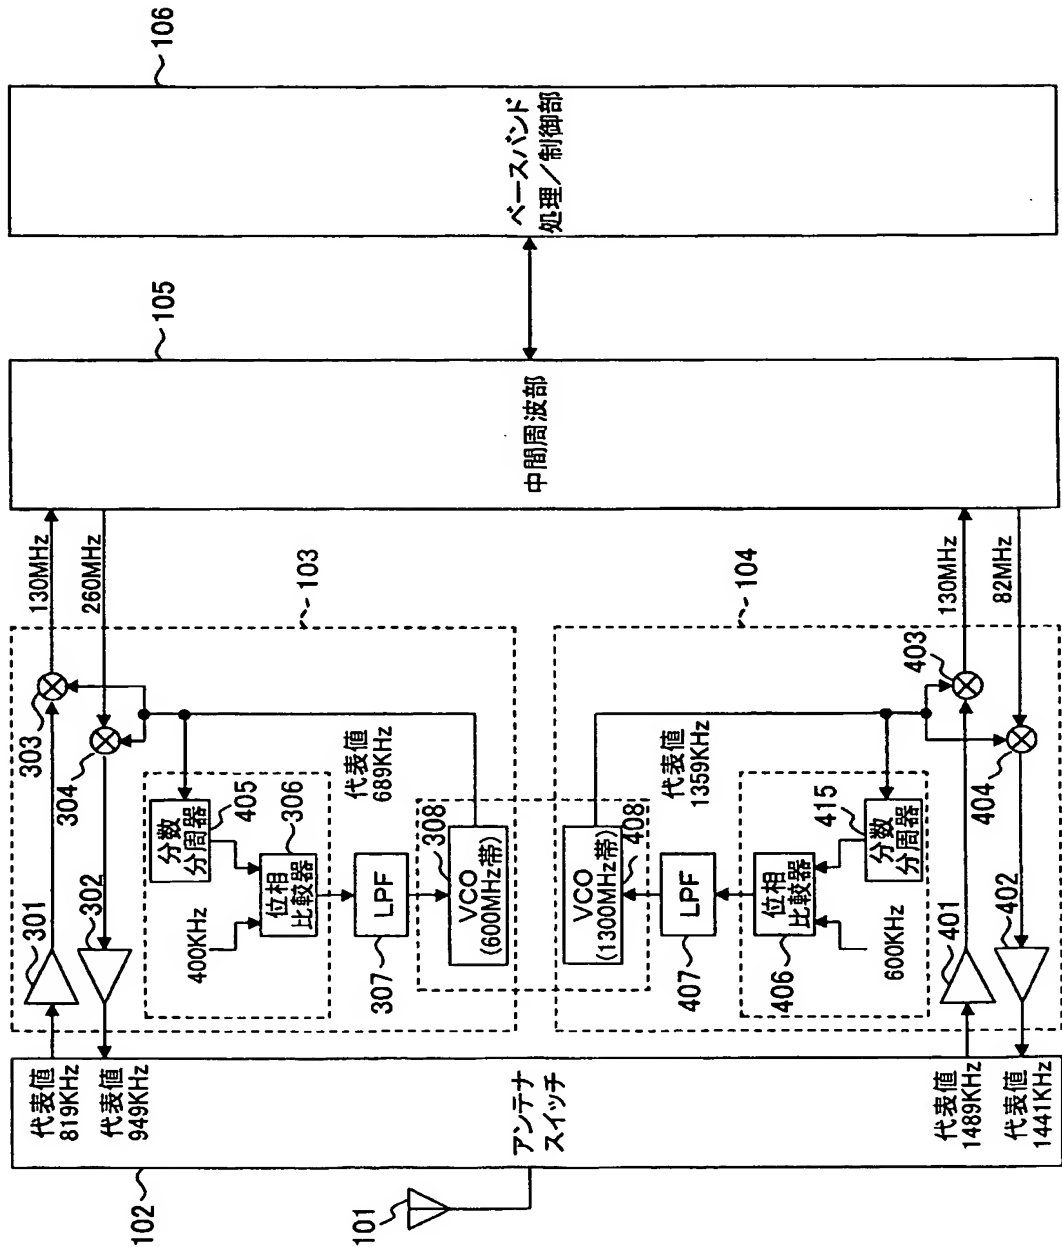 106
ベースバンド
処理／制御部
105
中間周波部
130MHz
260MHz
103
104
130MHz
82MHz
303
304
403
404
代表値
689KHz
代表値
1359KHz
分数
分周器
405
位相
比較器
306
400KHz
LPF
307
VCO
(600MHz帯)
308
VCO
(1300MHz帯)
408
LPF
407
位相
比較器
406
分数
分周器
415
600KHz
301
302
401
402
代表値
819KHz
代表値
949KHz
アンテナ
スイッチ
代表値
1489KHz
代表値
1441KHz
102
101